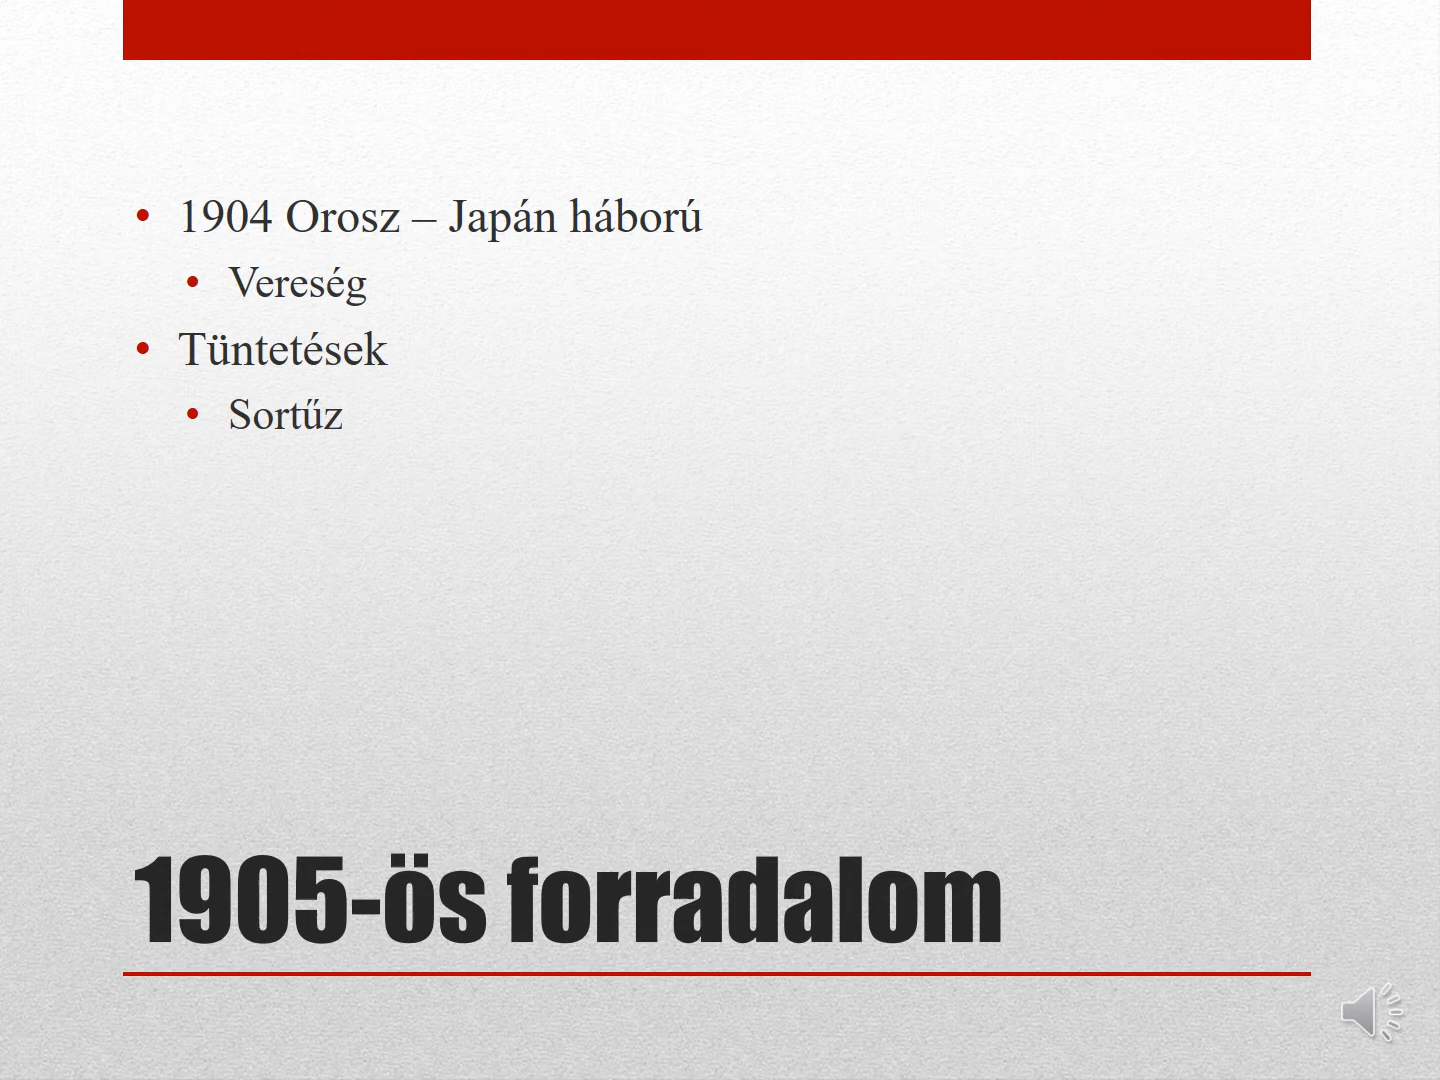 • 1904 Orosz – Japán háború
• Vereség
• Tüntetések
• Sortűz
1905-ös forradalom